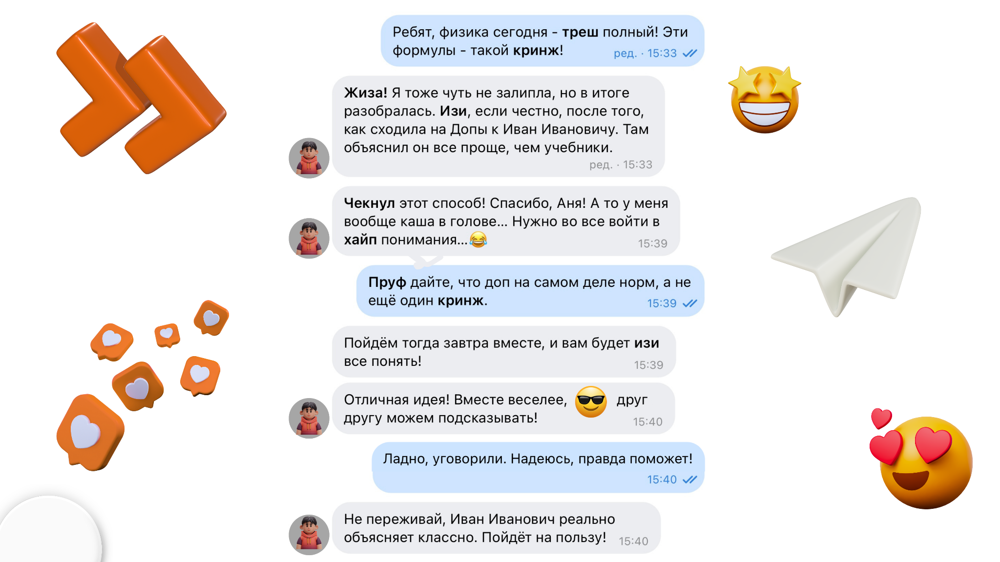 Ребят, физика сегодня - треш полный! Эти
формулы - такой кринж!
ред. · 15:33
Жиза! Я тоже чуть не залипла, но в итоге
разобралась. Изи, если честно, после того,
как сходила на Допы к Иван Ивановичу. Там
объяснил он все проще, чем учебники.
ред. · 15:33
Чекнул этот способ! Спасибо, Аня! А то у меня
вообще каша в голове... Нужно во все войти в
хайп понимания...😂
15:39
Пруф дайте, что доп на самом деле норм, а не
ещё один кринж.
15:39
Пойдём тогда завтра вместе, и вам будет изи
все понять!
15:39
Отличная идея! Вместе веселее, 😎 друг
другу можем подсказывать!
15:40
Ладно, уговорили. Надеюсь, правда поможет!
15:40
Не переживай, Иван Иванович реально
объясняет классно. Пойдёт на пользу!
15:40